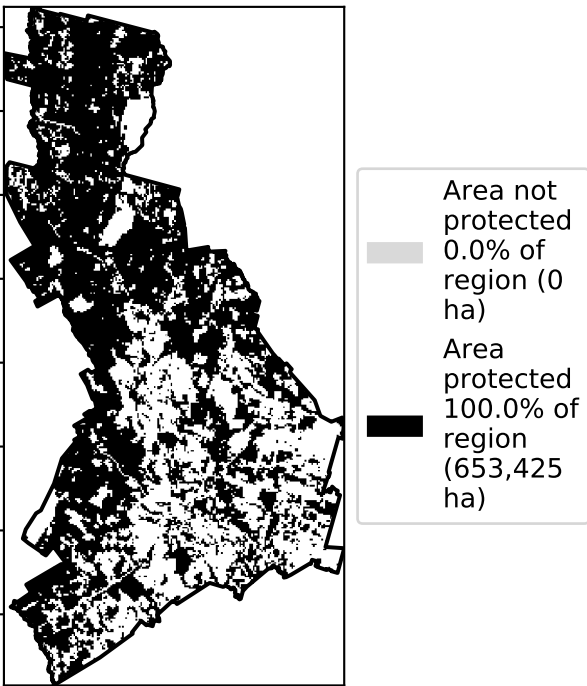 Area not
protected
0.0% of
region (0
ha)
Area
protected
100.0% of
region
(653,425
ha)